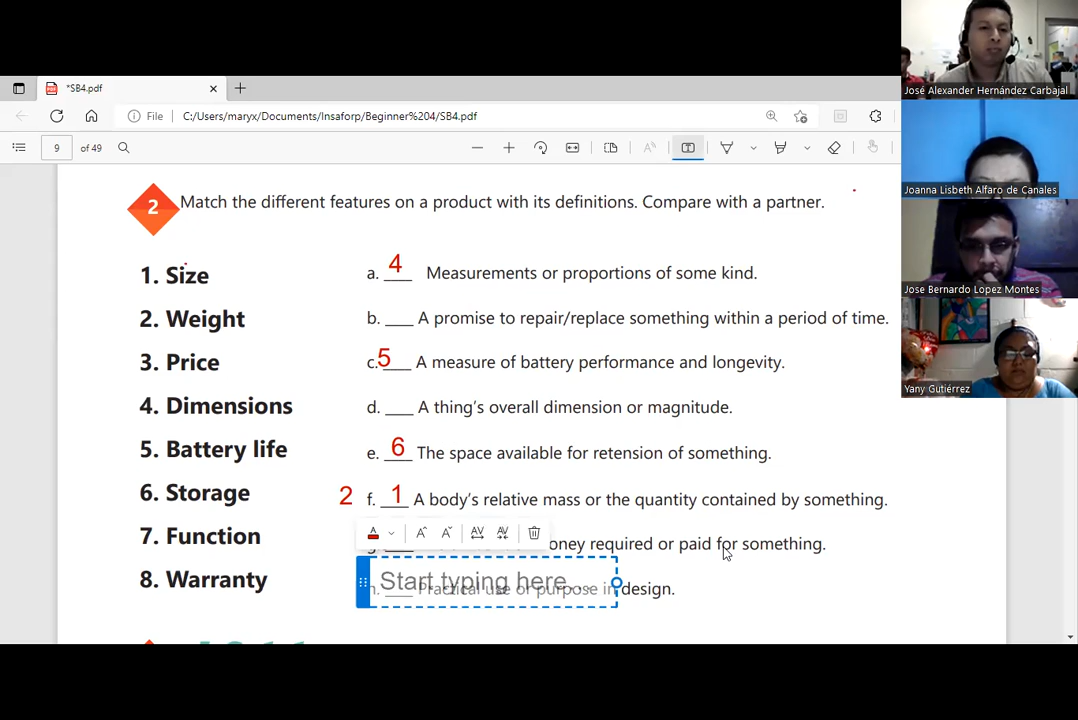 *SB4.pdf
File C:/Users/maryx/Documents/Insaforp/Beginner%204/SB4.pdf
9 of 49
2 Match the different features on a product with its definitions. Compare with a partner.
1. Size
2. Weight
3. Price
4. Dimensions
5. Battery life
6. Storage
7. Function
8. Warranty
a. 4 Measurements or proportions of some kind.
b. ___ A promise to repair/replace something within a period of time.
c. 5 A measure of battery performance and longevity.
d. ___ A thing's overall dimension or magnitude.
e. 6 The space available for retention of something.
2 f. 1 A body's relative mass or the quantity contained by something.
required or paid for something.
Start typing here...
h. ___ Practical use or purpose in design.
José Alexander Hernández Carbajal
Joanna Lisbeth Alfaro de Canales
Jose Bernardo Lopez Montes
Yany Gutiérrez